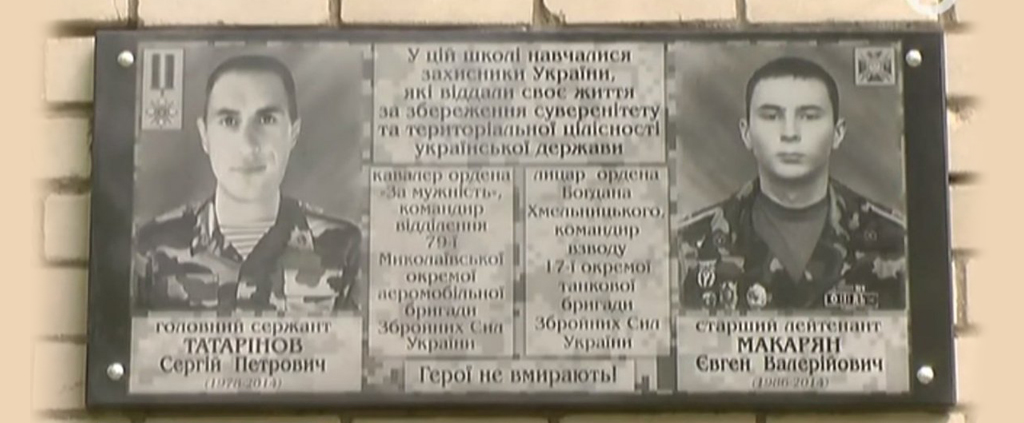 У цій школі навчалися
захисники України,
які віддали своє життя
за збереження суверенітету
та територіальної цілісності
української держави
кавалер ордена
«За мужність»,
командир
відділення
79-ї
Миколаївської
окремої
аеромобільної
бригади
Збройних Сил
України
лицар ордена
Богдана
Хмельницького,
командир
взводу
17-ї окремої
танкової
бригади
Збройних Сил
України
головний сержант
ТАТАРІНОВ
Сергій Петрович
(1978-2014)
старший лейтенант
МАКАРЯН
Євген Валерійович
(1986-2014)
Герої не вмирають!